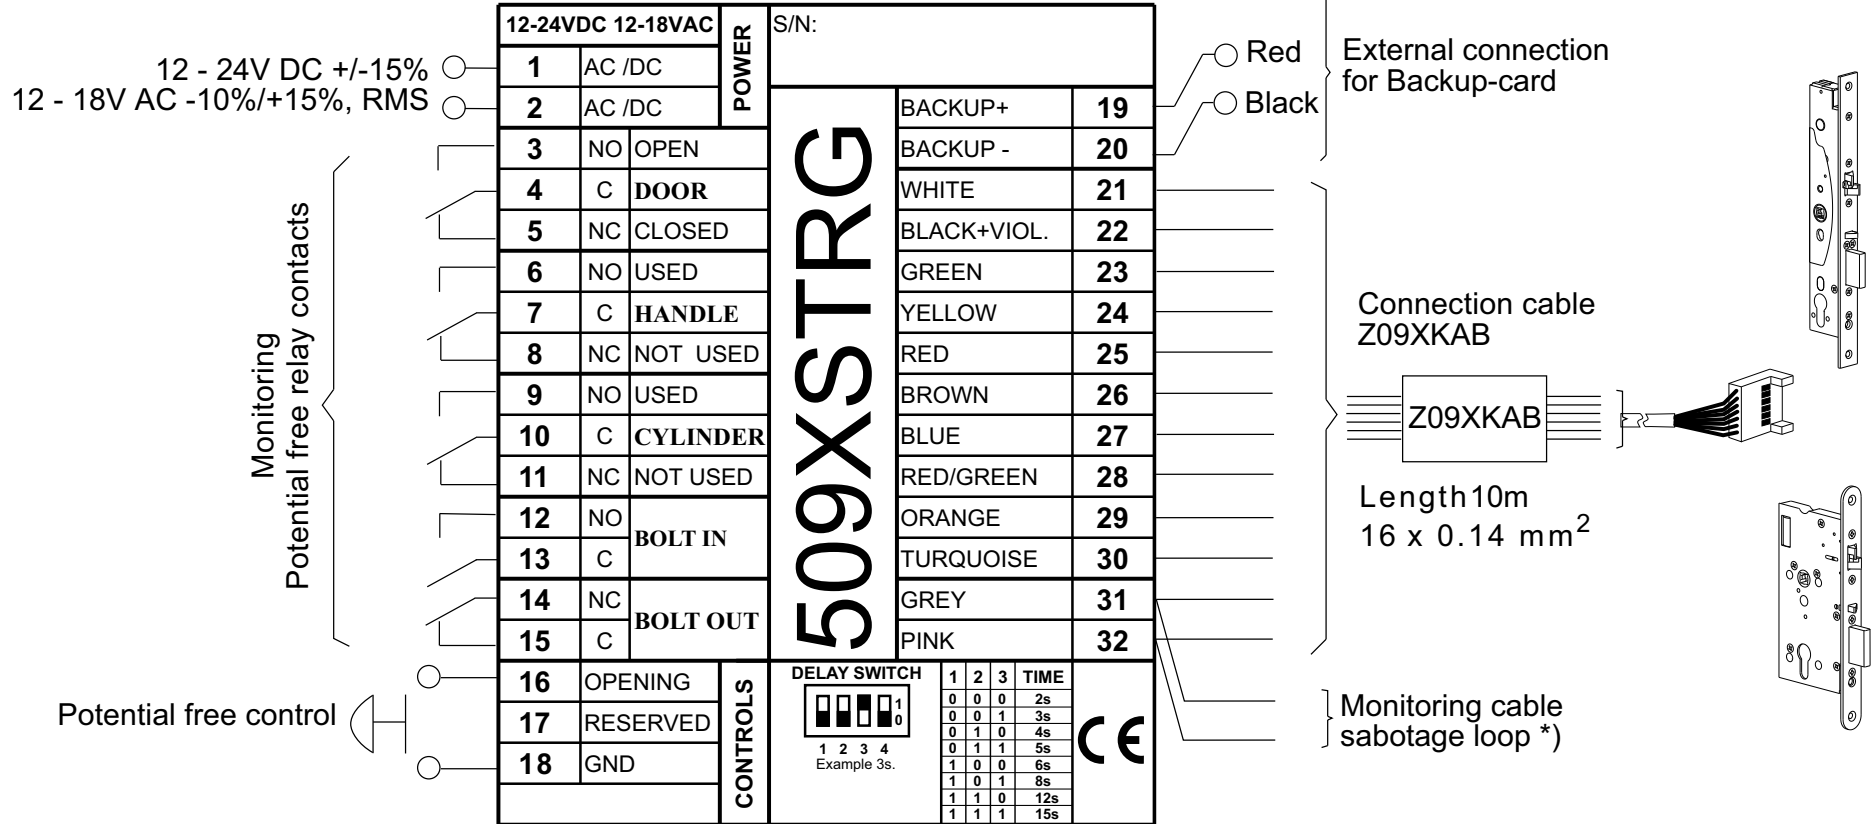 12 - 24V DC +/-15%
12 - 18V AC -10%/+15%, RMS
Monitoring
Potential free relay contacts
Potential free control
12-24VDC 12-18VAC
POWER
1 AC /DC
2 AC /DC
3 NO OPEN
4 C DOOR
5 NC CLOSED
6 NO USED
7 C HANDLE
8 NC NOT USED
9 NO USED
10 C CYLINDER
11 NC NOT USED
12 NO
BOLT IN
13 C
14 NC
BOLT OUT
15 C
16 OPENING
17 RESERVED
18 GND
CONTROLS
S/N:
509XSTRG
BACKUP+ 19
BACKUP - 20
WHITE 21
BLACK+VIOL. 22
GREEN 23
YELLOW 24
RED 25
BROWN 26
BLUE 27
RED/GREEN 28
ORANGE 29
TURQUOISE 30
GREY 31
PINK 32
DELAY SWITCH
1
0
1 2 3 4
Example 3s.
1 2 3 TIME
0 0 0 2s
0 0 1 3s
0 1 0 4s
0 1 1 5s
1 0 0 6s
1 0 1 8s
1 1 0 12s
1 1 1 15s
CE
Red
Black
External connection
for Backup-card
Connection cable
Z09XKAB
Z09XKAB
Length 10m
16 x 0.14 mm²
Monitoring cable
sabotage loop *)